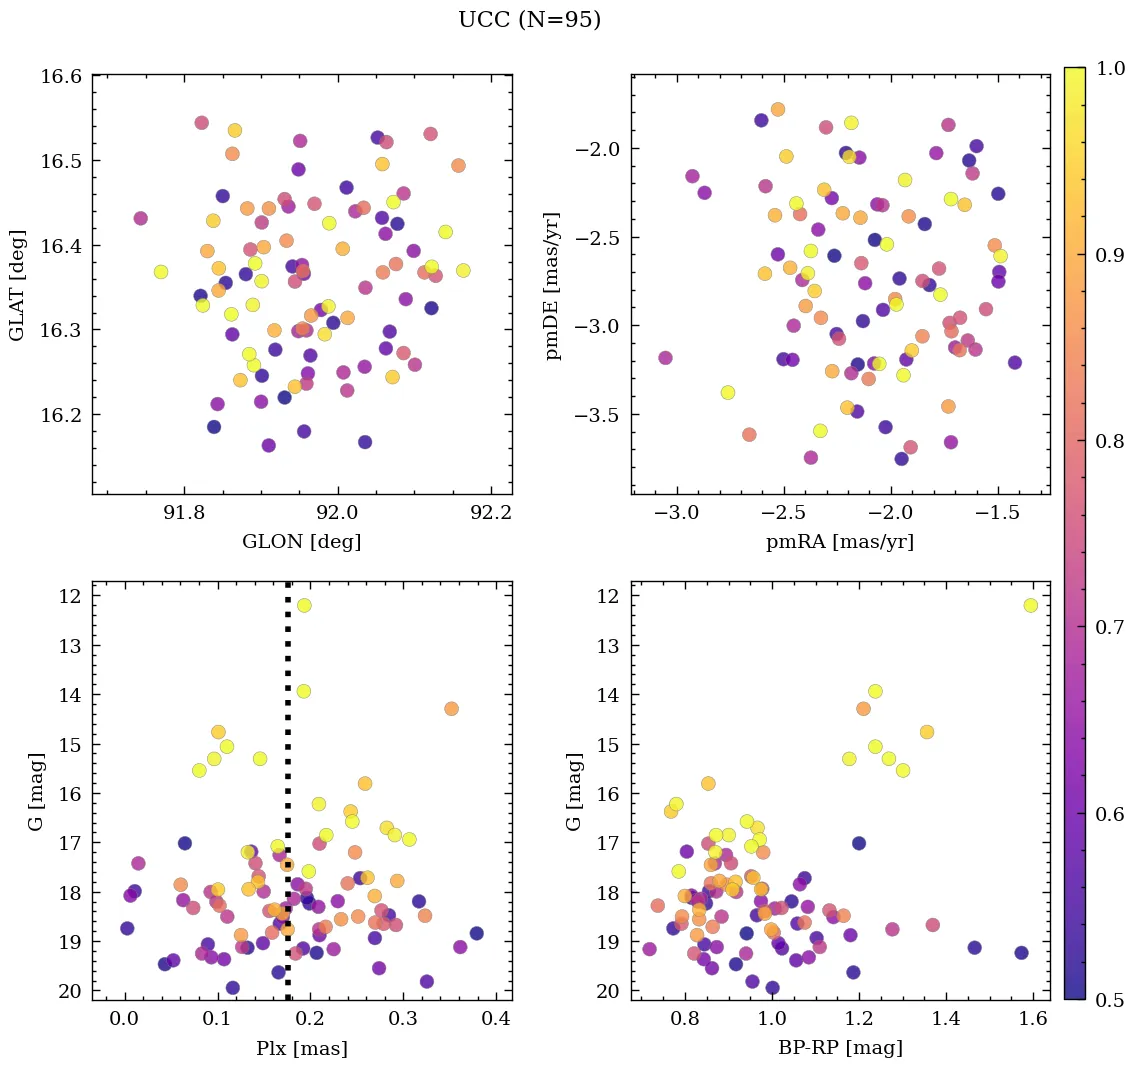 UCC (N=95)
16.6
16.5
16.4
16.3
16.2
GLAT [deg]
91.8 92.0 92.2
GLON [deg]
−2.0
−2.5
−3.0
−3.5
pmDE [mas/yr]
−3.0 −2.5 −2.0 −1.5
pmRA [mas/yr]
12
13
14
15
16
17
18
19
20
G [mag]
0.0 0.1 0.2 0.3 0.4
Plx [mas]
12
13
14
15
16
17
18
19
20
G [mag]
0.8 1.0 1.2 1.4 1.6
BP-RP [mag]
1.0
0.9
0.8
0.7
0.6
0.5